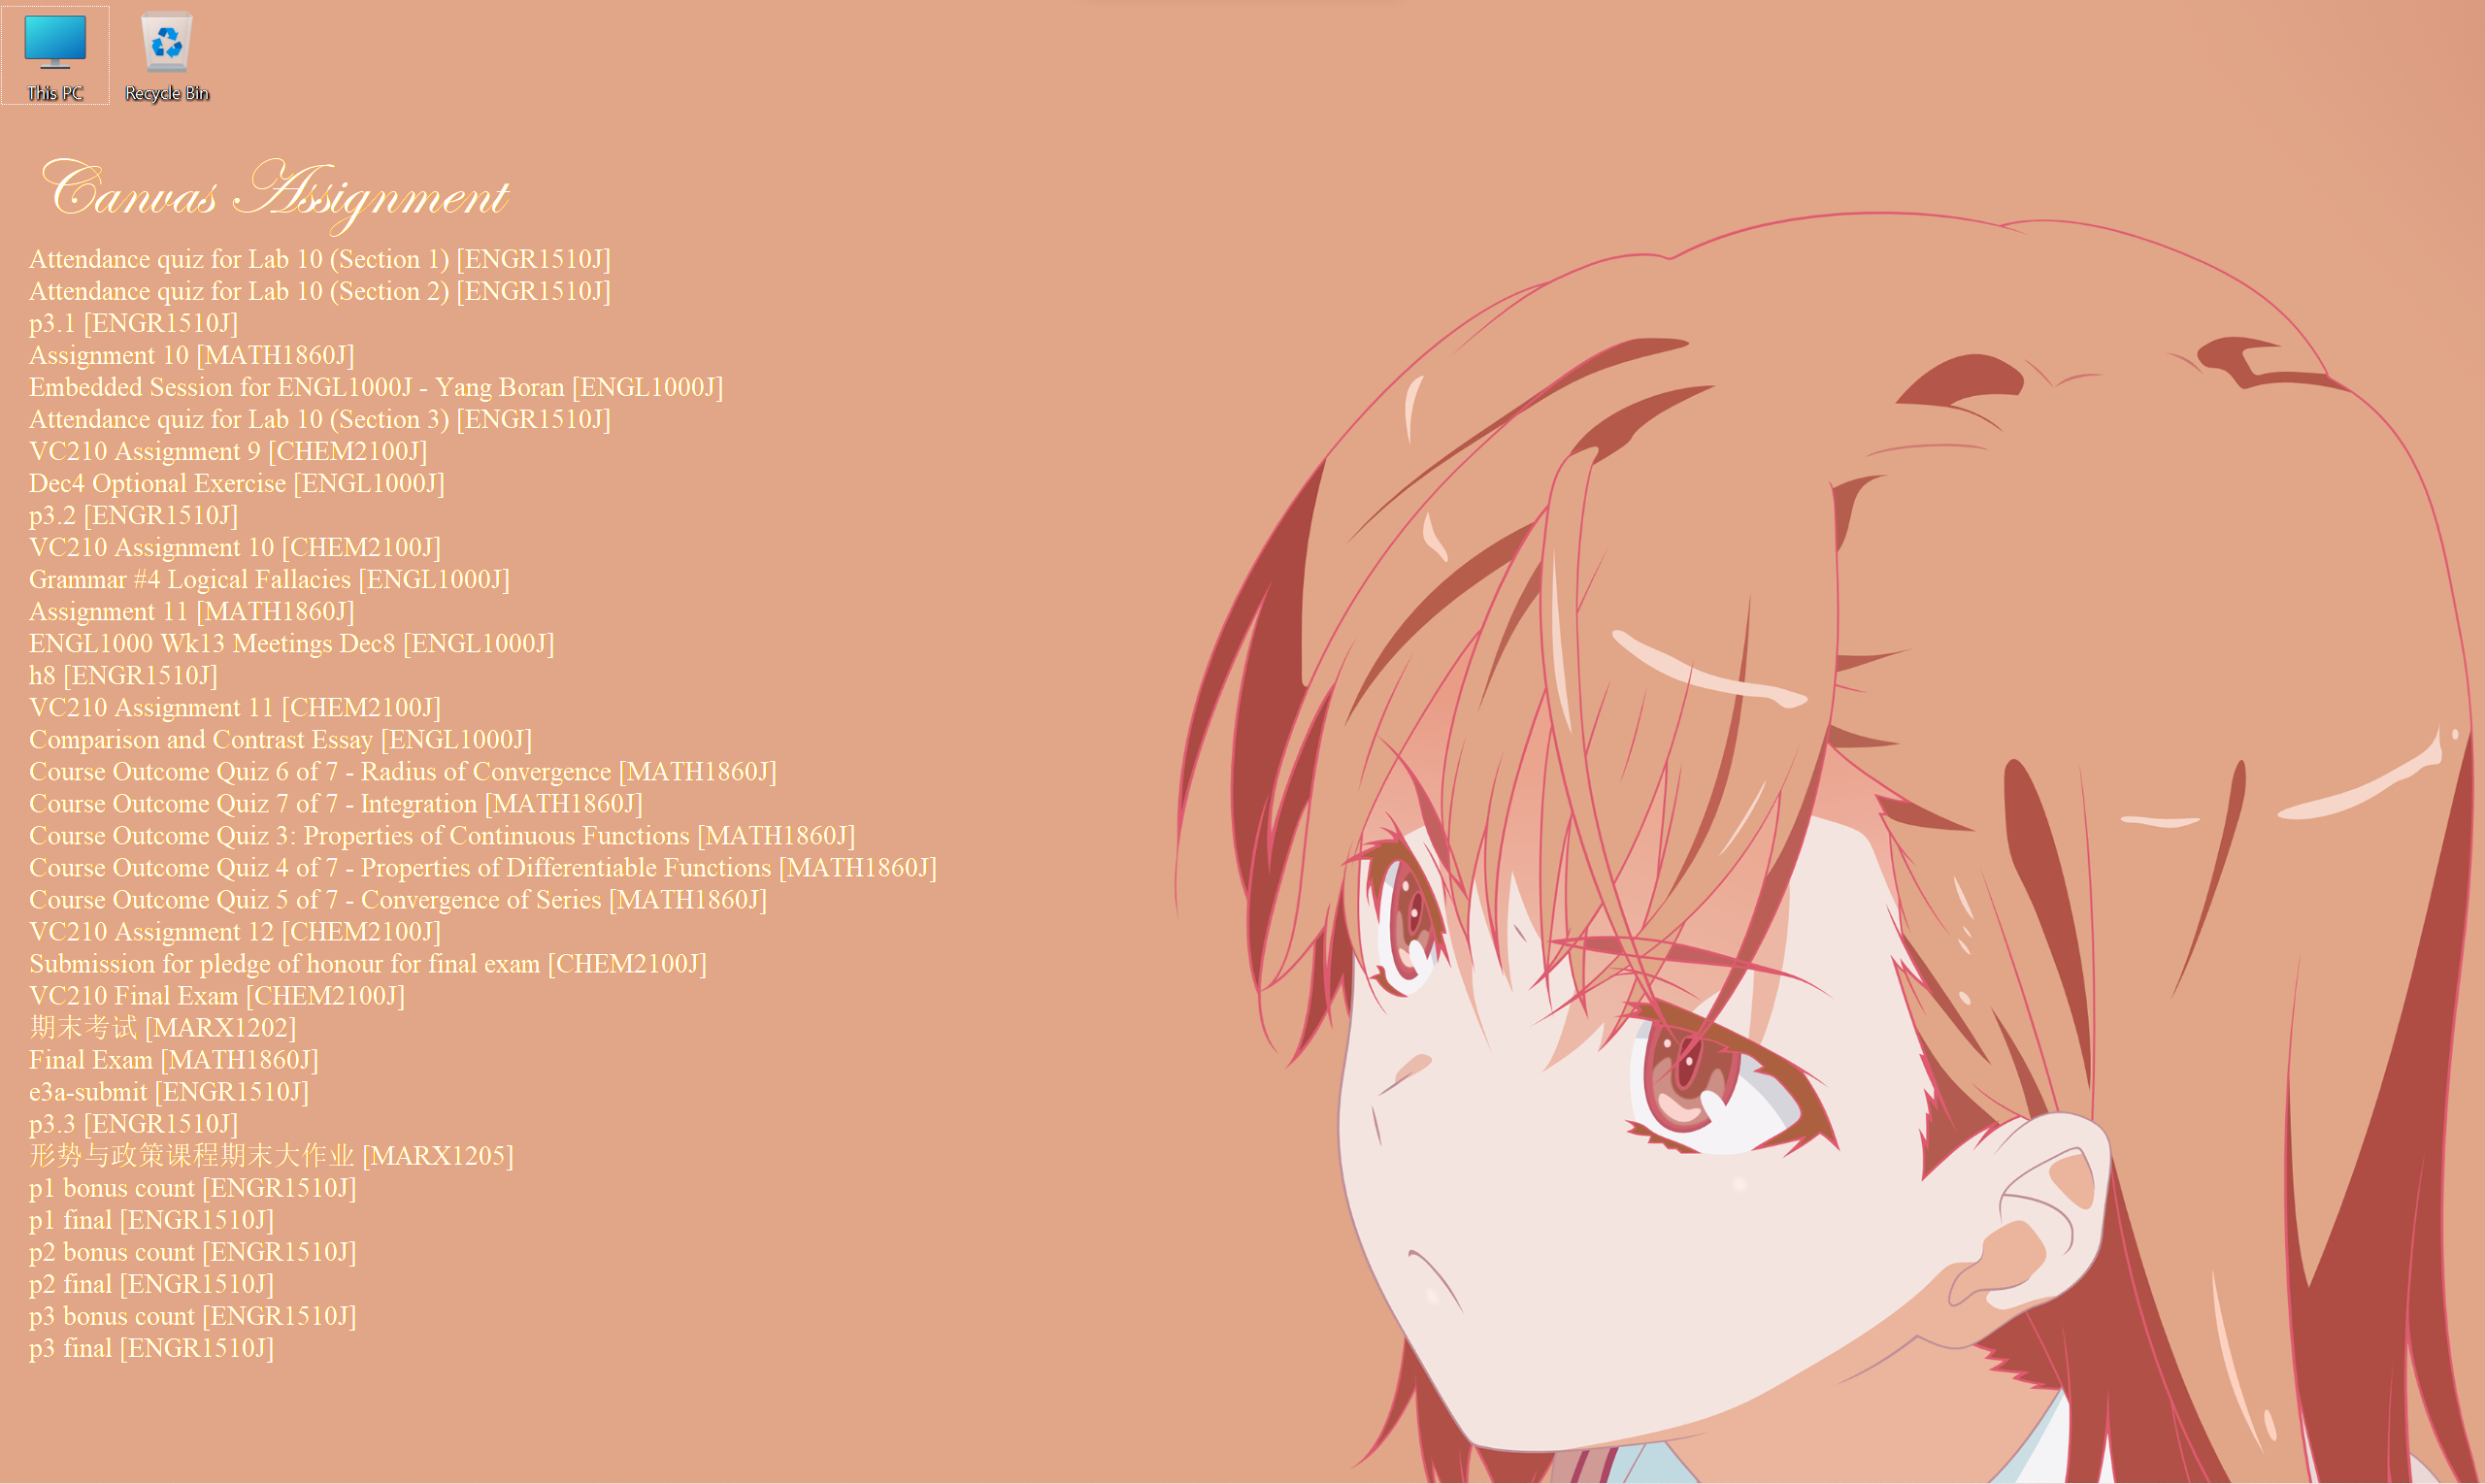 This PC
Recycle Bin
Canvas Assignment
Attendance quiz for Lab 10 (Section 1) [ENGR1510J]
Attendance quiz for Lab 10 (Section 2) [ENGR1510J]
p3.1 [ENGR1510J]
Assignment 10 [MATH1860J]
Embedded Session for ENGL1000J - Yang Boran [ENGL1000J]
Attendance quiz for Lab 10 (Section 3) [ENGR1510J]
VC210 Assignment 9 [CHEM2100J]
Dec4 Optional Exercise [ENGL1000J]
p3.2 [ENGR1510J]
VC210 Assignment 10 [CHEM2100J]
Grammar #4 Logical Fallacies [ENGL1000J]
Assignment 11 [MATH1860J]
ENGL1000 Wk13 Meetings Dec8 [ENGL1000J]
h8 [ENGR1510J]
VC210 Assignment 11 [CHEM2100J]
Comparison and Contrast Essay [ENGL1000J]
Course Outcome Quiz 6 of 7 - Radius of Convergence [MATH1860J]
Course Outcome Quiz 7 of 7 - Integration [MATH1860J]
Course Outcome Quiz 3: Properties of Continuous Functions [MATH1860J]
Course Outcome Quiz 4 of 7 - Properties of Differentiable Functions [MATH1860J]
Course Outcome Quiz 5 of 7 - Convergence of Series [MATH1860J]
VC210 Assignment 12 [CHEM2100J]
Submission for pledge of honour for final exam [CHEM2100J]
VC210 Final Exam [CHEM2100J]
期末考试 [MARX1202]
Final Exam [MATH1860J]
e3a-submit [ENGR1510J]
p3.3 [ENGR1510J]
形势与政策课程期末大作业 [MARX1205]
p1 bonus count [ENGR1510J]
p1 final [ENGR1510J]
p2 bonus count [ENGR1510J]
p2 final [ENGR1510J]
p3 bonus count [ENGR1510J]
p3 final [ENGR1510J]